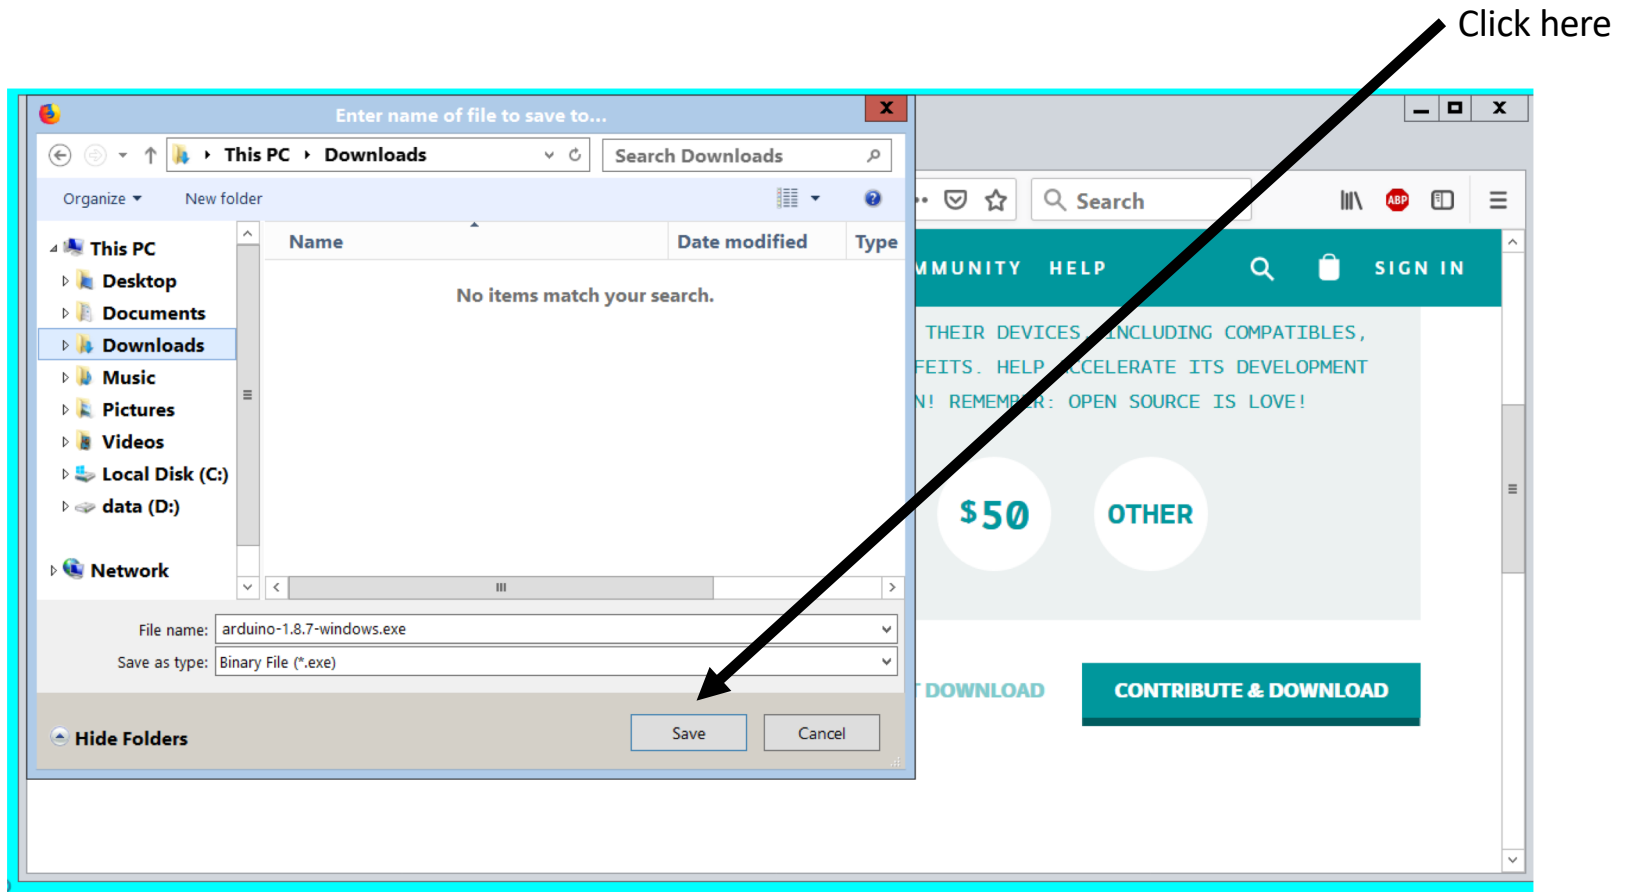 Click here
Enter name of file to save to...
X
X
This PC
Downloads
Search Downloads
Organize
New folder
?
Search
ABP
This PC
Name
Date modified
Type
MMUNITY HELP
SIGN IN
Desktop
No items match your search.
Documents
THEIR DEVICES, INCLUDING COMPATIBLES,
Downloads
FEITS. HELP ACCELERATE ITS DEVELOPMENT
Music
N! REMEMBER: OPEN SOURCE IS LOVE!
Pictures
Videos
Local Disk (C:)
data (D:)
$50
OTHER
Network
File name: arduino-1.8.7-windows.exe
Save as type: Binary File (*.exe)
T DOWNLOAD
CONTRIBUTE & DOWNLOAD
Hide Folders
Save
Cancel